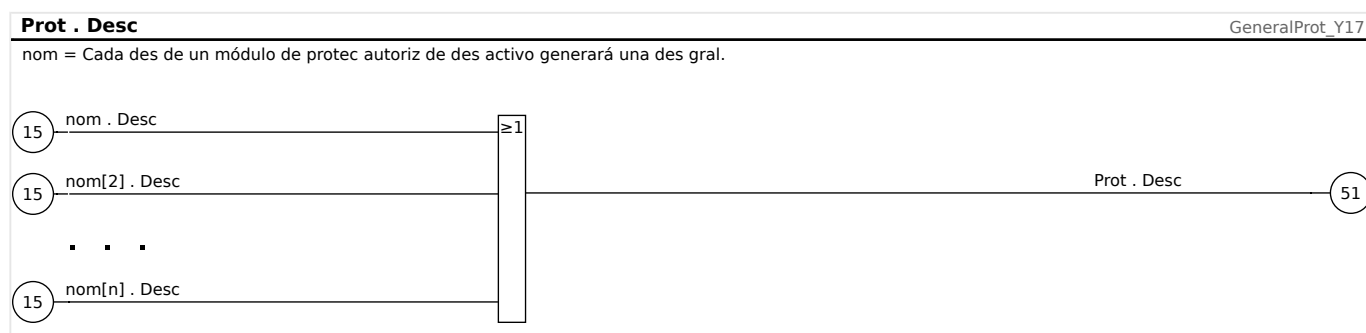 Prot . Desc
GeneralProt_Y17
nom = Cada des de un módulo de protec autoriz de des activo generará una des gral.
15 nom . Desc
≥1
15 nom[2] . Desc
Prot . Desc 51
. . .
15 nom[n] . Desc